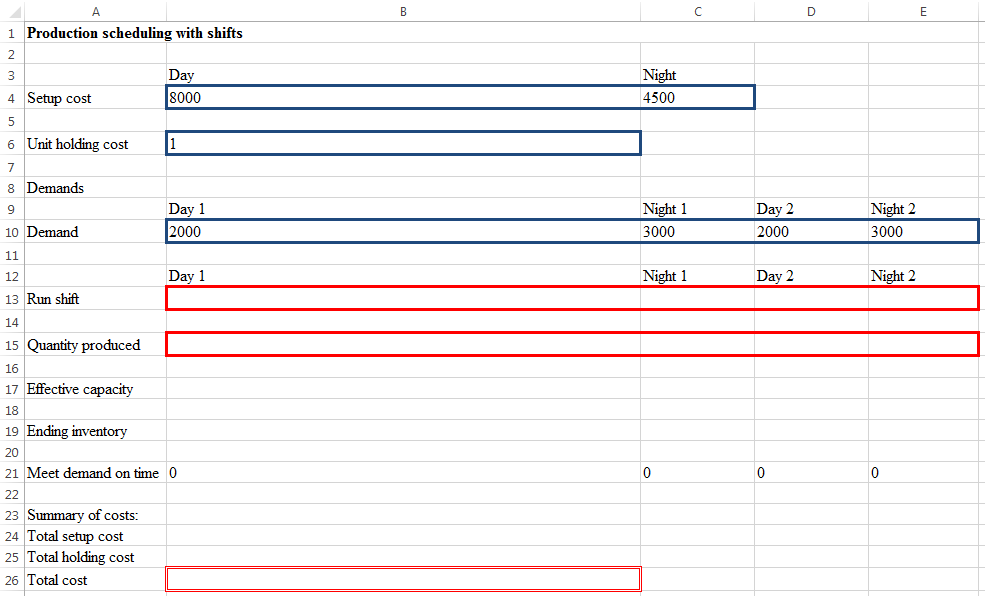 A B C D E
1 Production scheduling with shifts
2
3 Day Night
4 Setup cost 8000 4500
5
6 Unit holding cost 1
7
8 Demands
9 Day 1 Night 1 Day 2 Night 2
10 Demand 2000 3000 2000 3000
11
12 Day 1 Night 1 Day 2 Night 2
13 Run shift
14
15 Quantity produced
16
17 Effective capacity
18
19 Ending inventory
20
21 Meet demand on time 0 0 0 0
22
23 Summary of costs:
24 Total setup cost
25 Total holding cost
26 Total cost